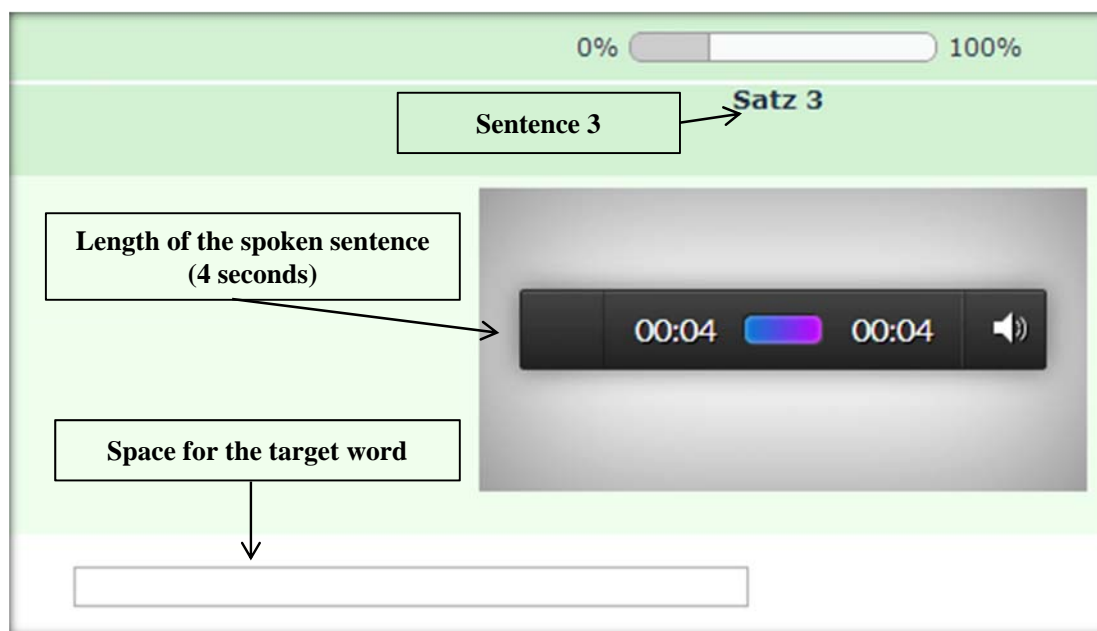 0% 100%
Satz 3
Sentence 3
Length of the spoken sentence
(4 seconds)
00:04 00:04
Space for the target word